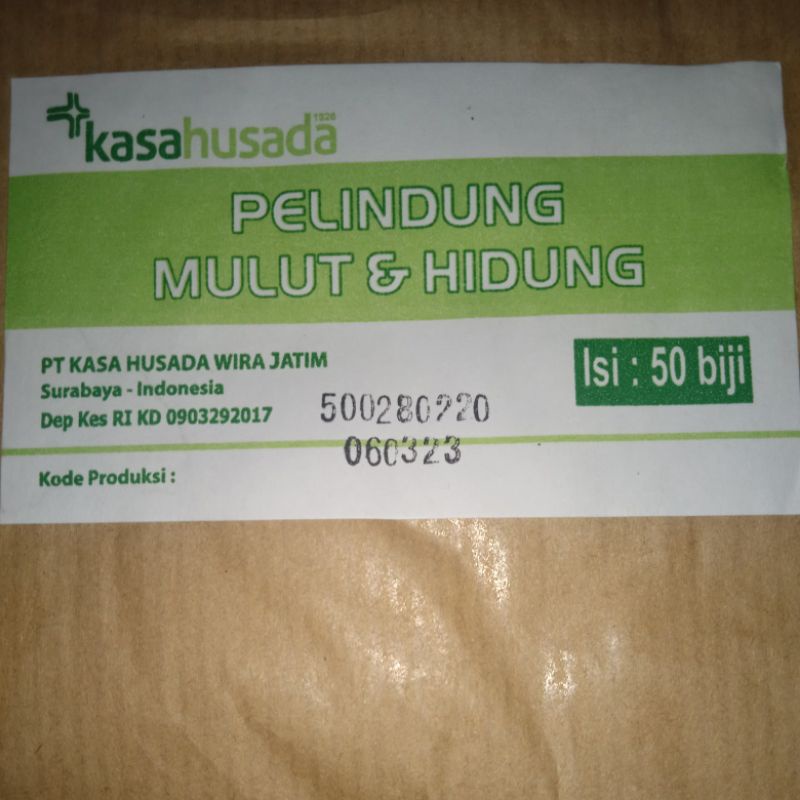 kasahusada
1926
PELINDUNG
MULUT & HIDUNG
PT KASA HUSADA WIRA JATIM
Surabaya - Indonesia
Dep Kes RI KD 0903292017
Isi : 50 biji
500280220
060323
Kode Produksi :